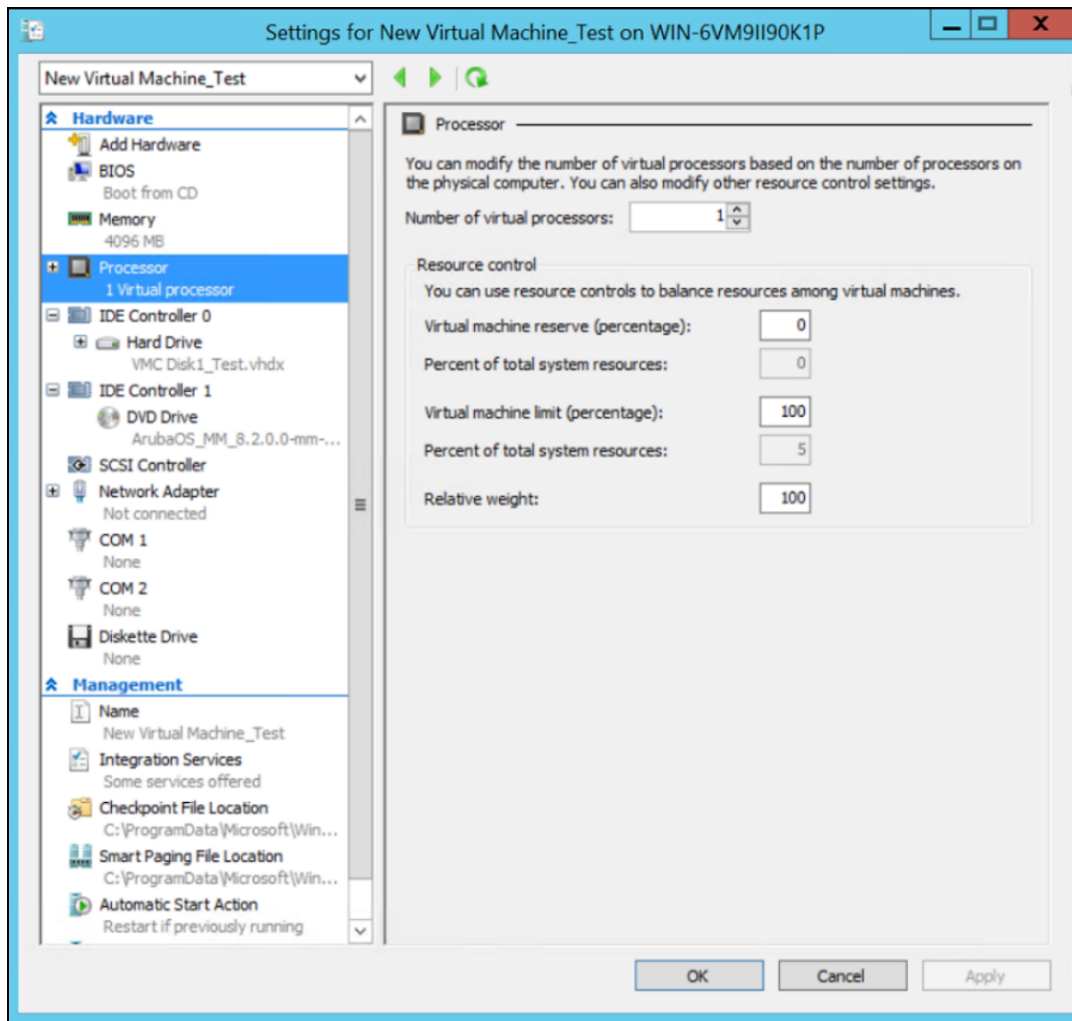 Settings for New Virtual Machine_Test on WIN-6VM9II90K1P
New Virtual Machine_Test
Hardware
Add Hardware
BIOS
Boot from CD
Memory
4096 MB
Processor
1 Virtual processor
IDE Controller 0
Hard Drive
VMC Disk1_Test.vhdx
IDE Controller 1
DVD Drive
ArubaOS_MM_8.2.0.0-mm-...
SCSI Controller
Network Adapter
Not connected
COM 1
None
COM 2
None
Diskette Drive
None
Management
Name
New Virtual Machine_Test
Integration Services
Some services offered
Checkpoint File Location
C:\ProgramData\Microsoft\Win...
Smart Paging File Location
C:\ProgramData\Microsoft\Win...
Automatic Start Action
Restart if previously running
Processor
You can modify the number of virtual processors based on the number of processors on
the physical computer. You can also modify other resource control settings.
Number of virtual processors: 1
Resource control
You can use resource controls to balance resources among virtual machines.
Virtual machine reserve (percentage): 0
Percent of total system resources: 0
Virtual machine limit (percentage): 100
Percent of total system resources: 5
Relative weight: 100
OK Cancel Apply